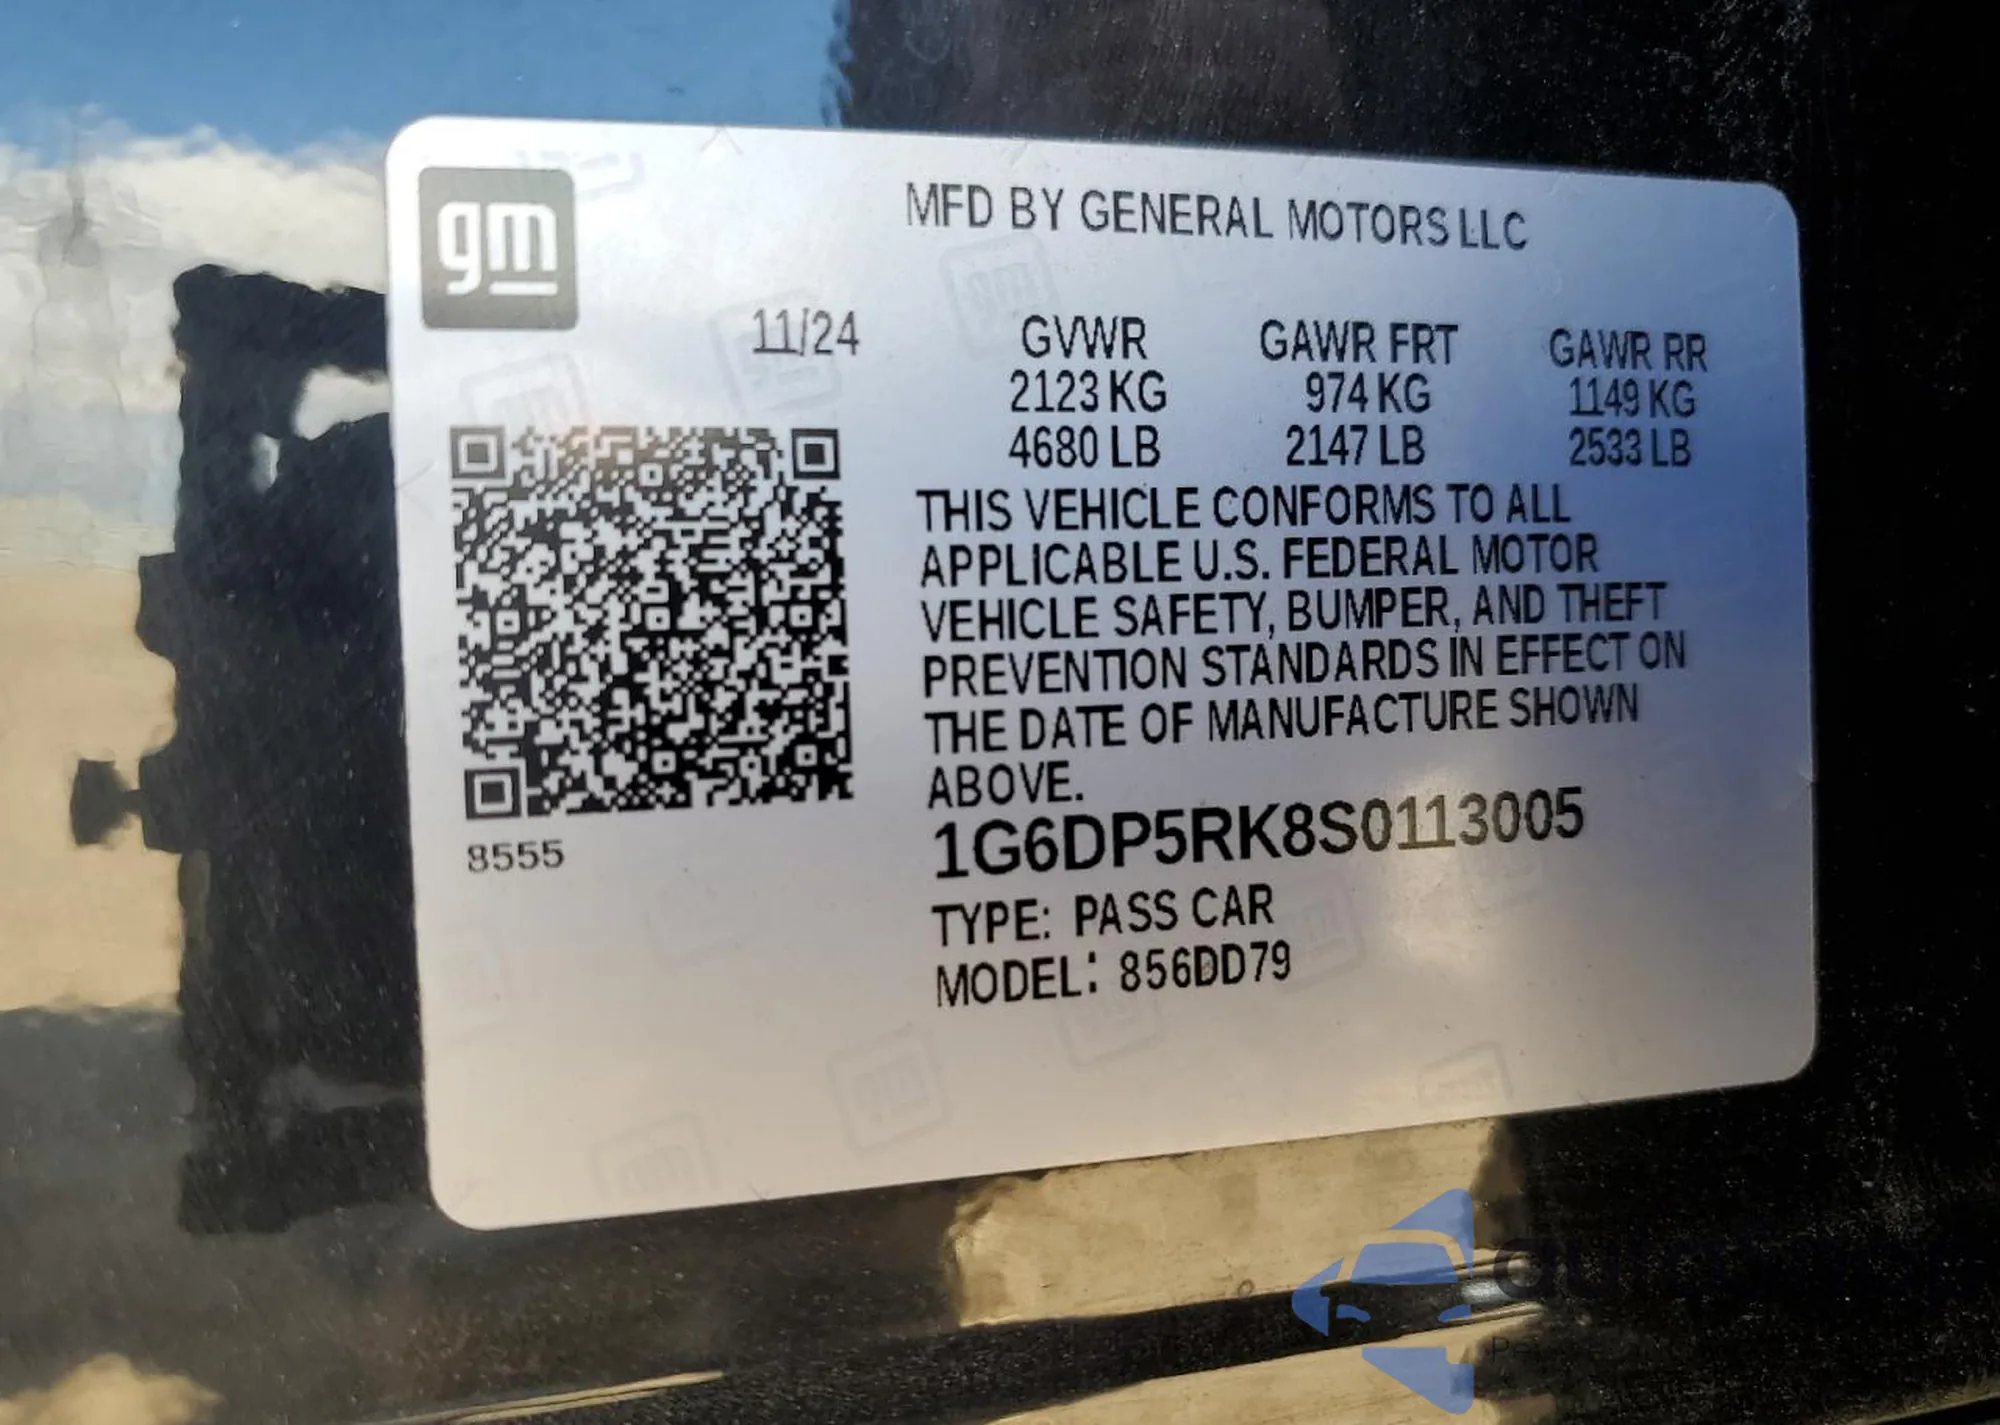 gm
MFD BY GENERAL MOTORS LLC
11/24
GVWR GAWR FRT GAWR RR
2123 KG 974 KG 1149 KG
4680 LB 2147 LB 2533 LB
THIS VEHICLE CONFORMS TO ALL
APPLICABLE U.S. FEDERAL MOTOR
VEHICLE SAFETY, BUMPER, AND THEFT
PREVENTION STANDARDS IN EFFECT ON
THE DATE OF MANUFACTURE SHOWN
ABOVE.
1G6DP5RK8S0113005
8555
TYPE: PASS CAR
MODEL: 856DD79